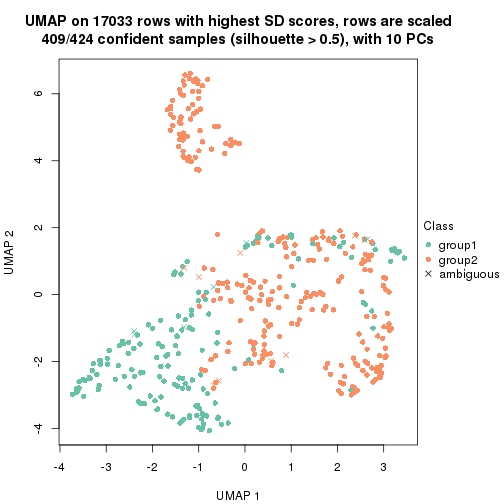 UMAP on 17033 rows with highest SD scores, rows are scaled
409/424 confident samples (silhouette > 0.5), with 10 PCs
6
4
2
0
-2
-4
UMAP 2
-4
-3
-2
-1
0
1
2
3
UMAP 1
Class
group1
group2
ambiguous